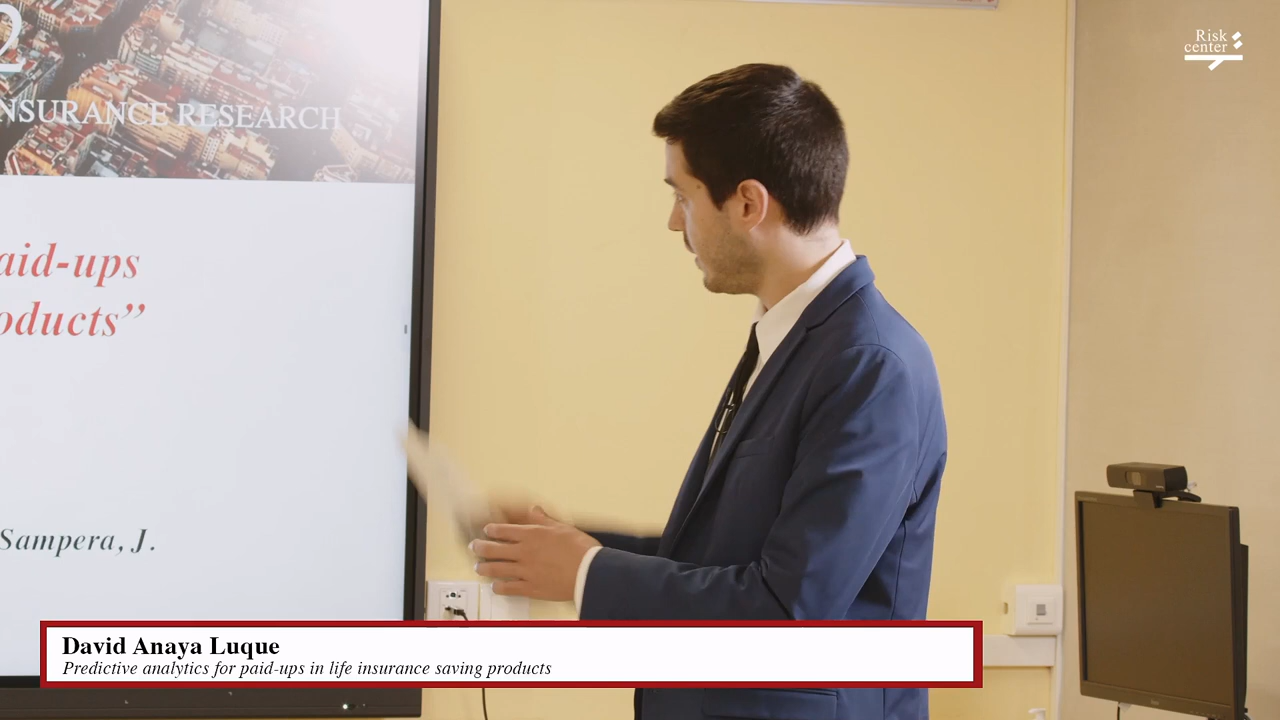 2
NSURANCE RESEARCH
aid-ups
oducts”
Sampera, J.
Risk
center
David Anaya Luque
Predictive analytics for paid-ups in life insurance saving products